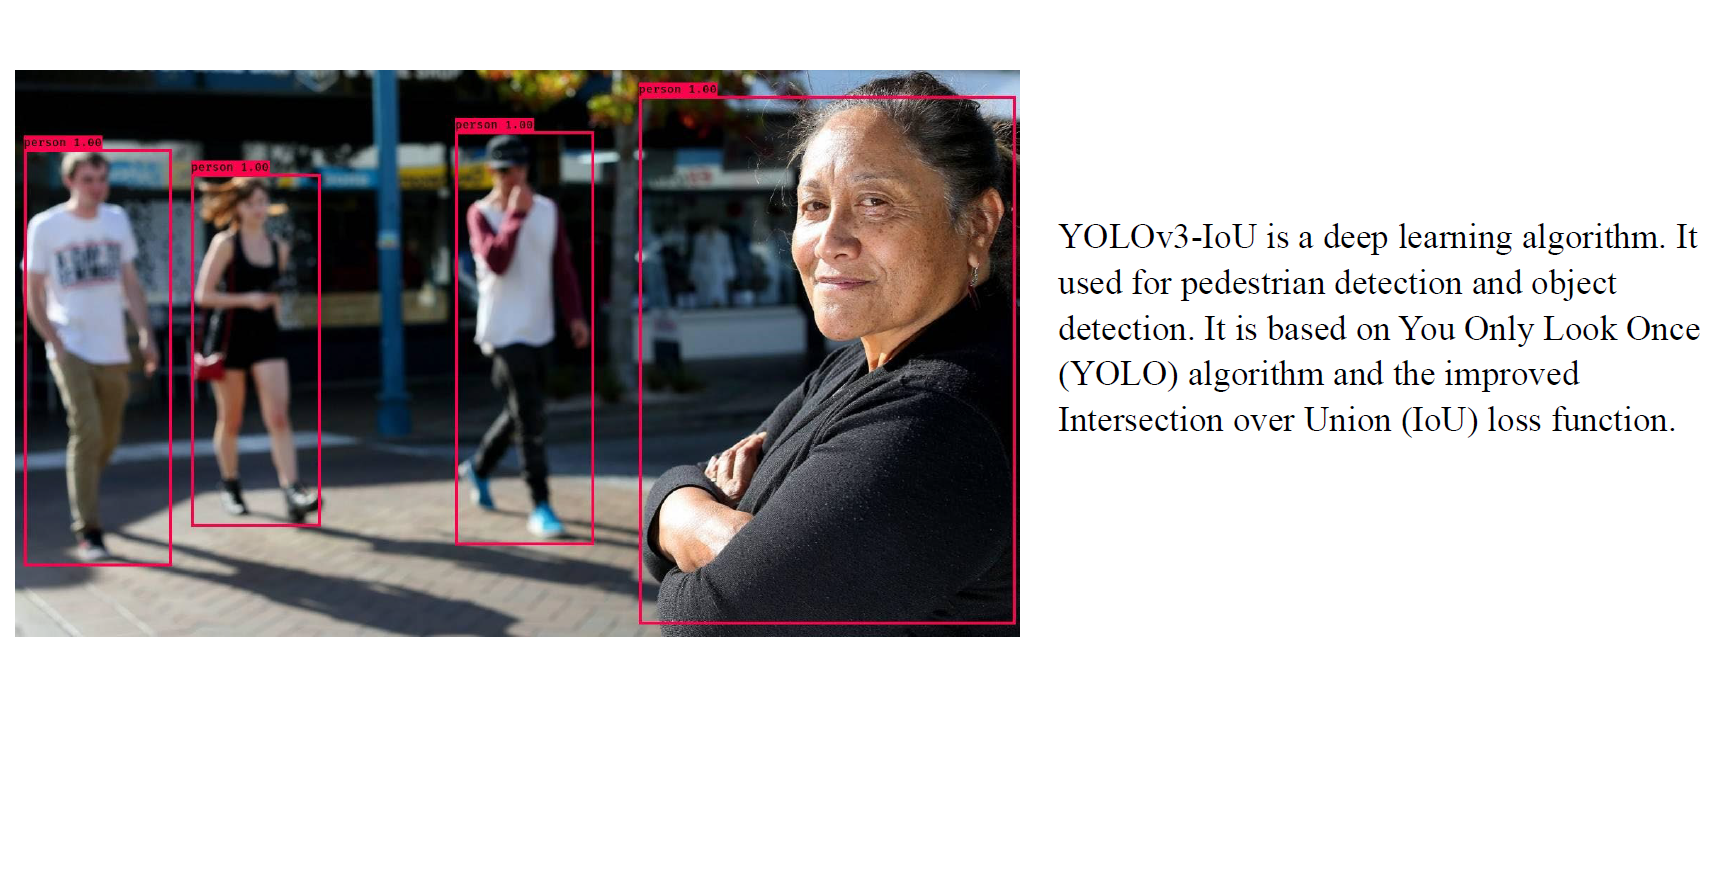 person 1.00
person 1.00
person 1.00
person 1.00
YOLOv3-IoU is a deep learning algorithm. It
used for pedestrian detection and object
detection. It is based on You Only Look Once
(YOLO) algorithm and the improved
Intersection over Union (IoU) loss function.